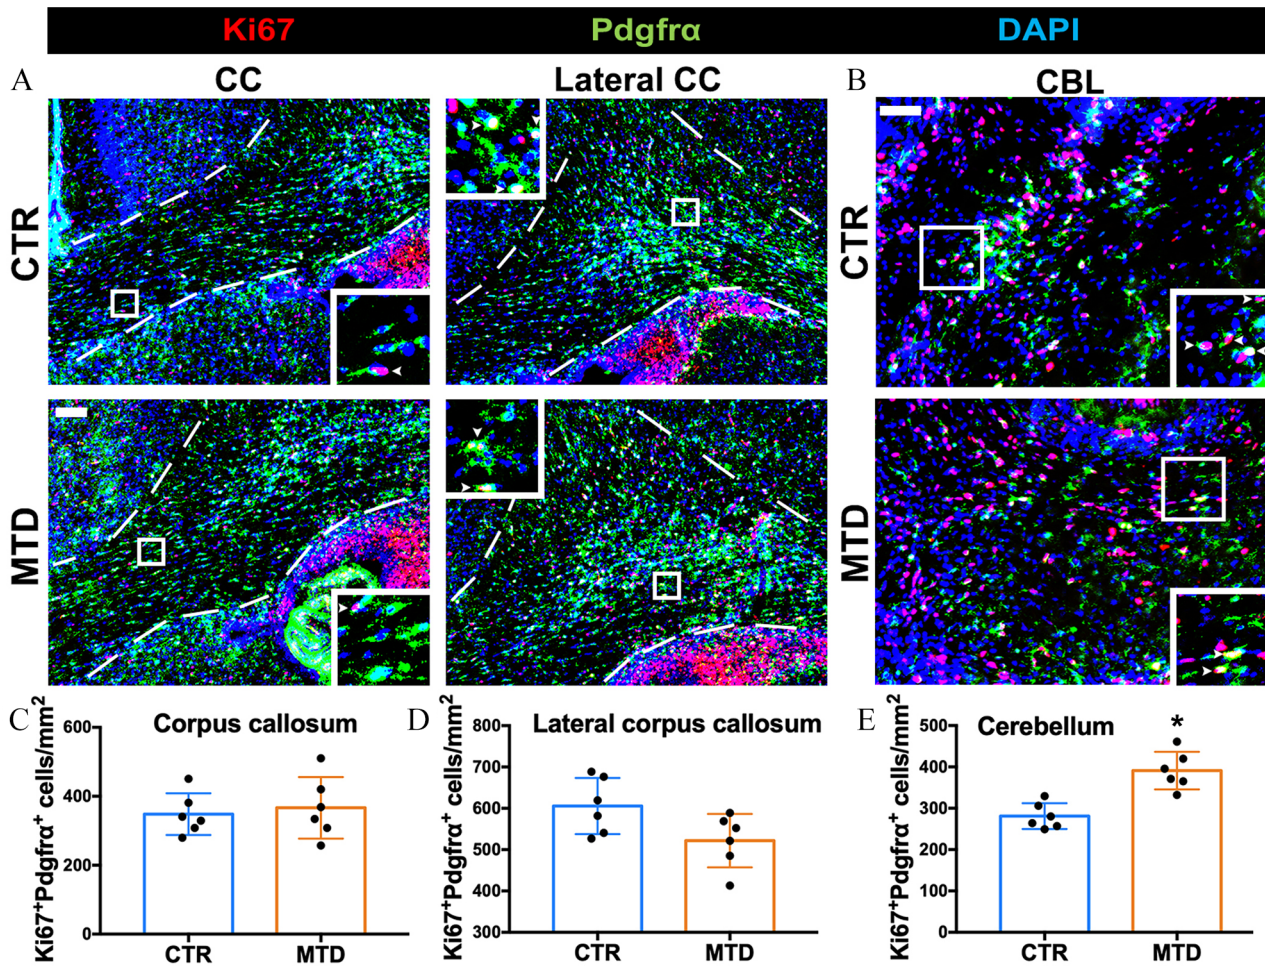 Ki67 Pdgfrα DAPI
A CC Lateral CC B CBL
CTR CTR
MTD MTD
C Corpus callosum
Ki67⁺Pdgfrα⁺ cells/mm²
600
400
200
0
CTR MTD
D Lateral corpus callosum
Ki67⁺Pdgfrα⁺ cells/mm²
800
700
600
500
400
300
CTR MTD
E Cerebellum
*
Ki67⁺Pdgfrα⁺ cells/mm²
500
400
300
200
100
0
CTR MTD